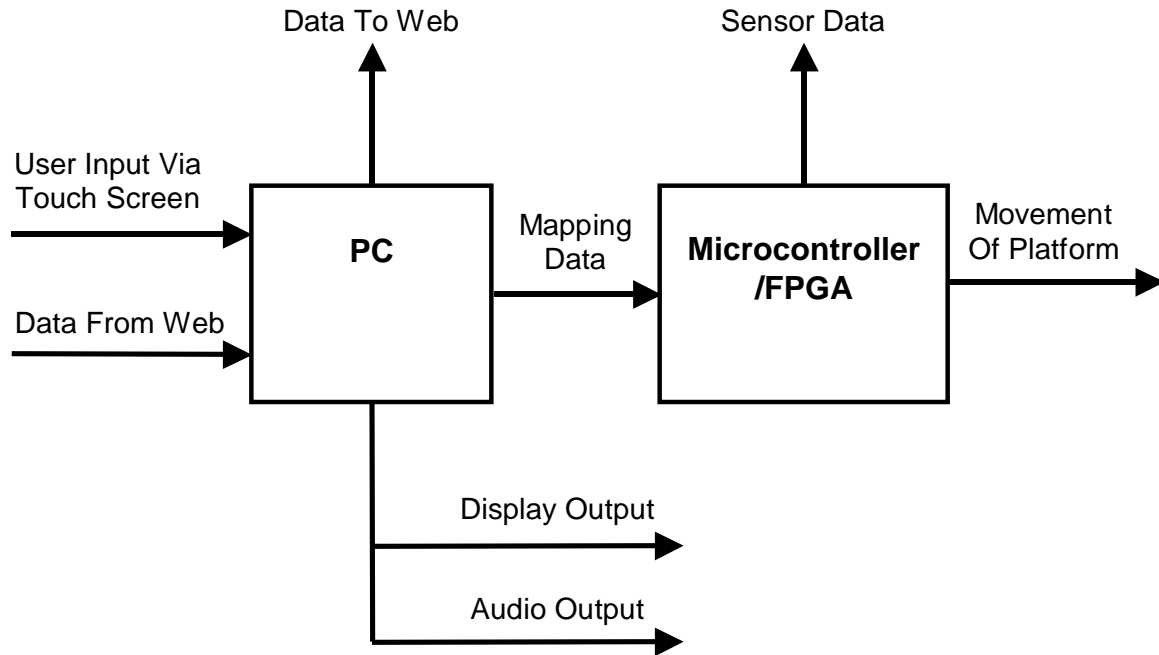 Data To Web
Sensor Data
User Input Via
Touch Screen
PC
Mapping
Data
Microcontroller
/FPGA
Movement
Of Platform
Data From Web
Display Output
Audio Output